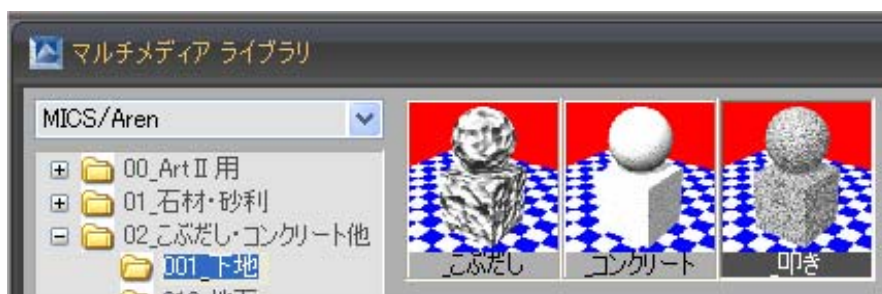 マルチメディア ライブラリ
MICS/Aren
00_ArtⅡ用
01_石材・砂利
02_こぶだし・コンクリート他
001_下地
_こぶだし
_コンクリート
_叩き